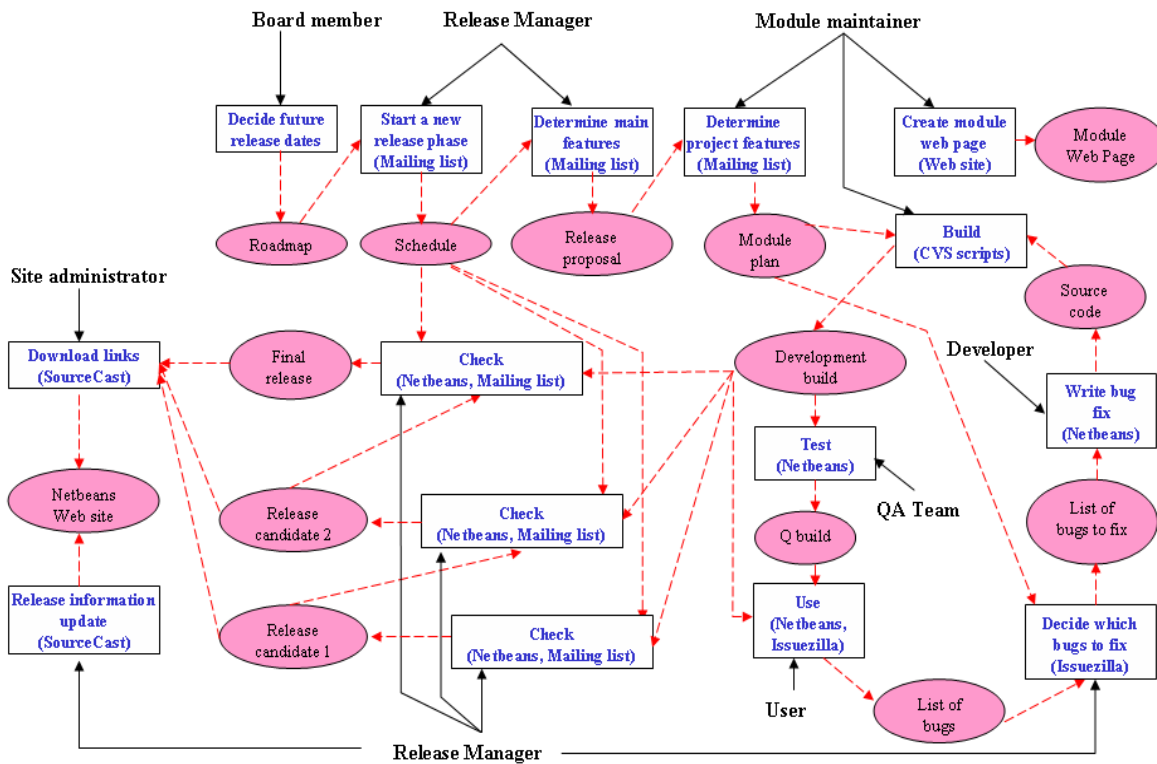 Board member
Release Manager
Module maintainer
Decide future
release dates
Start a new
release phase
(Mailing list)
Determine main
features
(Mailing list)
Determine
project features
(Mailing list)
Create module
web page
(Web site)
Module
Web Page
Roadmap
Schedule
Release
proposal
Module
plan
Build
(CVS scripts)
Site administrator
Source
code
Download links
(SourceCast)
Final
release
Check
(Netbeans, Mailing list)
Development
build
Developer
Write bug
fix
(Netbeans)
Test
(Netbeans)
Netbeans
Web site
Release
candidate 2
Check
(Netbeans, Mailing list)
QA Team
List of
bugs to fix
Q build
Release information
update
(SourceCast)
Release
candidate 1
Check
(Netbeans, Mailing list)
Use
(Netbeans,
Issuezilla)
Decide which
bugs to fix
(Issuezilla)
User
List of
bugs
Release Manager